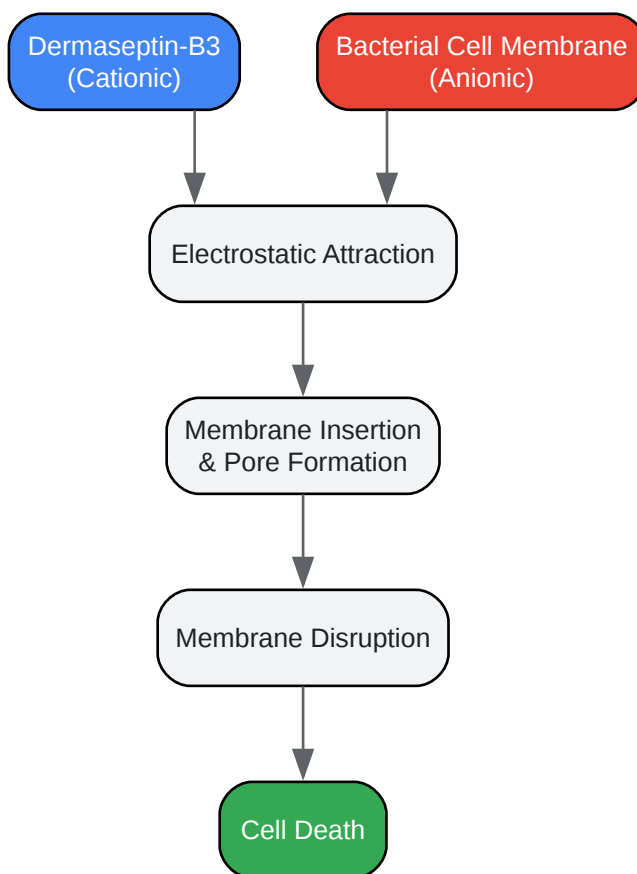 Dermaseptin-B3
(Cationic)
Bacterial Cell Membrane
(Anionic)
Electrostatic Attraction
Membrane Insertion
& Pore Formation
Membrane Disruption
Cell Death